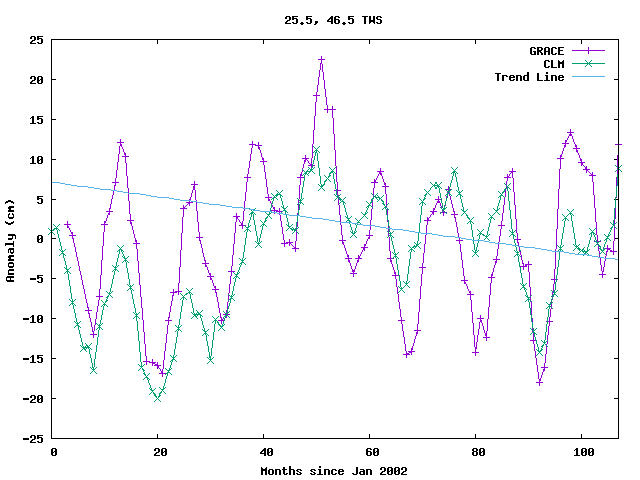 25.5, 46.5 TWS
GRACE
CLM
Trend Line
25
20
15
10
5
0
-5
-10
-15
-20
-25
Anomaly (cm)
0 20 40 60 80 100
Months since Jan 2002